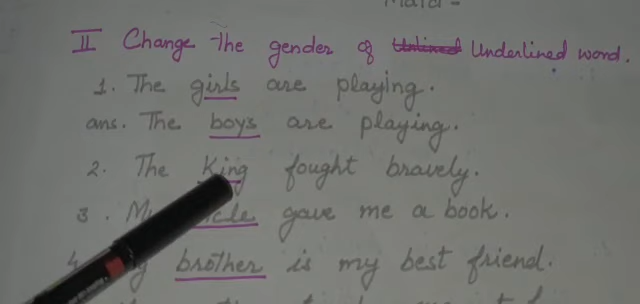 II Change the gender of Underlined word.
1. The girls are playing.
ans. The boys are playing.
2. The King fought bravely.
3. gave me a book.
4 brother is my best friend.